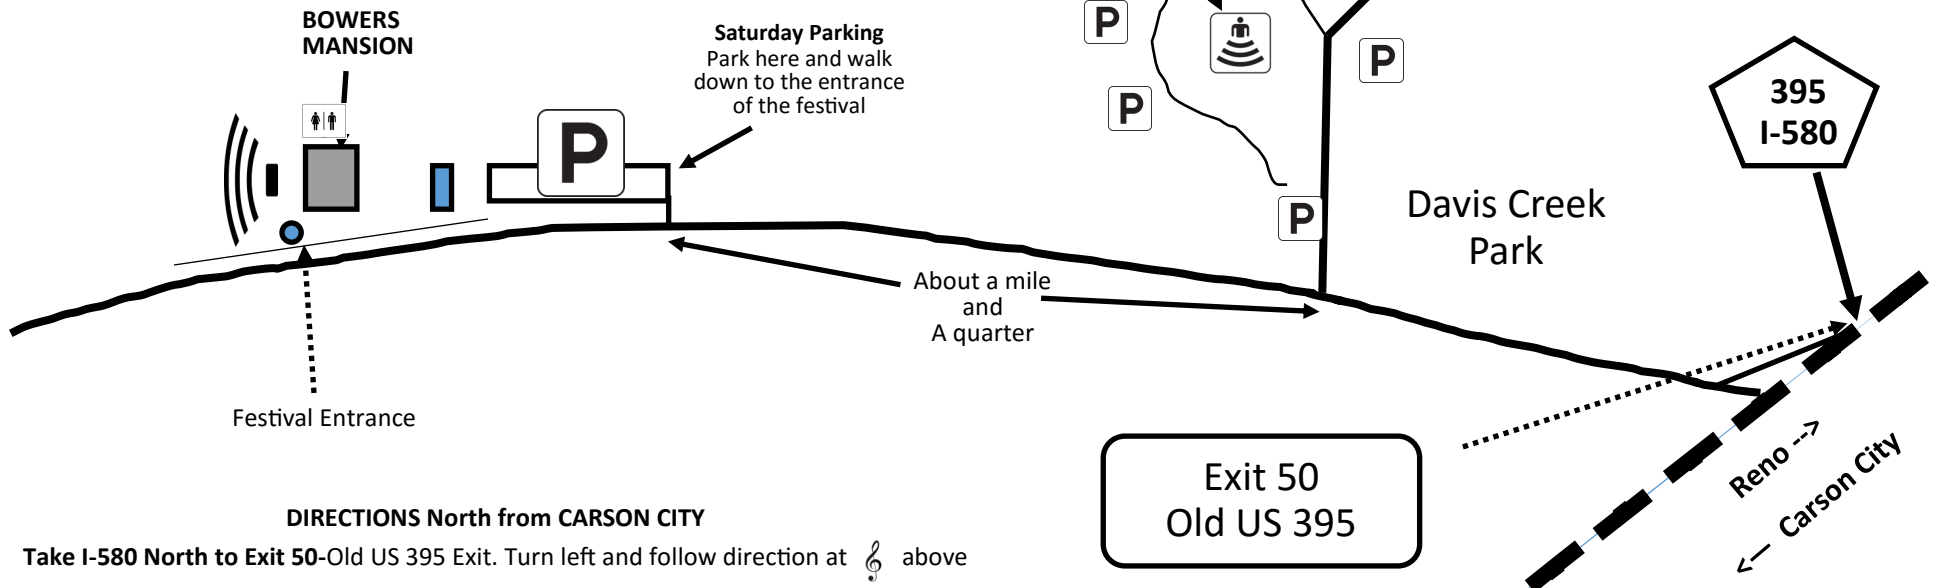 BOWERS
MANSION
P
Saturday Parking
Park here and walk
down to the entrance
of the festival
P
P
P
P
395
I-580
Davis Creek
Park
About a mile
and
A quarter
Festival Entrance
Exit 50
Old US 395
Reno -->
<-- Carson City
DIRECTIONS North from CARSON CITY
Take I-580 North to Exit 50-Old US 395 Exit. Turn left and follow direction at 𝄞 above